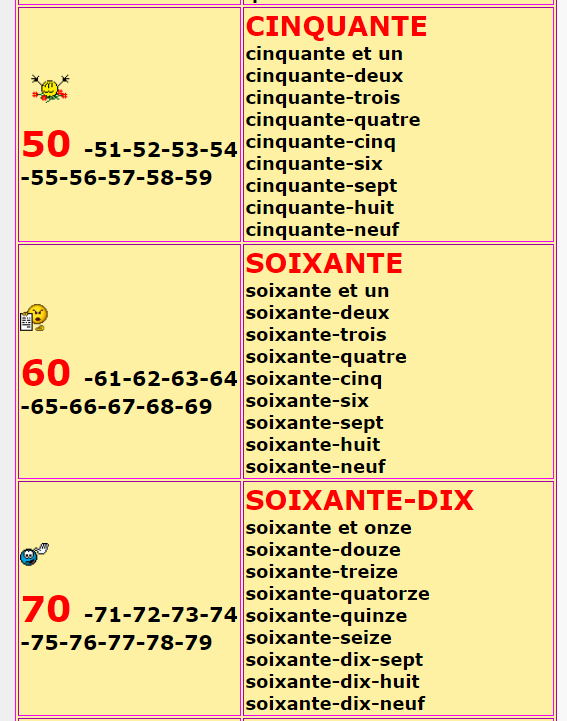 50 -51-52-53-54
-55-56-57-58-59
CINQUANTE
cinquante et un
cinquante-deux
cinquante-trois
cinquante-quatre
cinquante-cinq
cinquante-six
cinquante-sept
cinquante-huit
cinquante-neuf
60 -61-62-63-64
-65-66-67-68-69
SOIXANTE
soixante et un
soixante-deux
soixante-trois
soixante-quatre
soixante-cinq
soixante-six
soixante-sept
soixante-huit
soixante-neuf
70 -71-72-73-74
-75-76-77-78-79
SOIXANTE-DIX
soixante et onze
soixante-douze
soixante-treize
soixante-quatorze
soixante-quinze
soixante-seize
soixante-dix-sept
soixante-dix-huit
soixante-dix-neuf